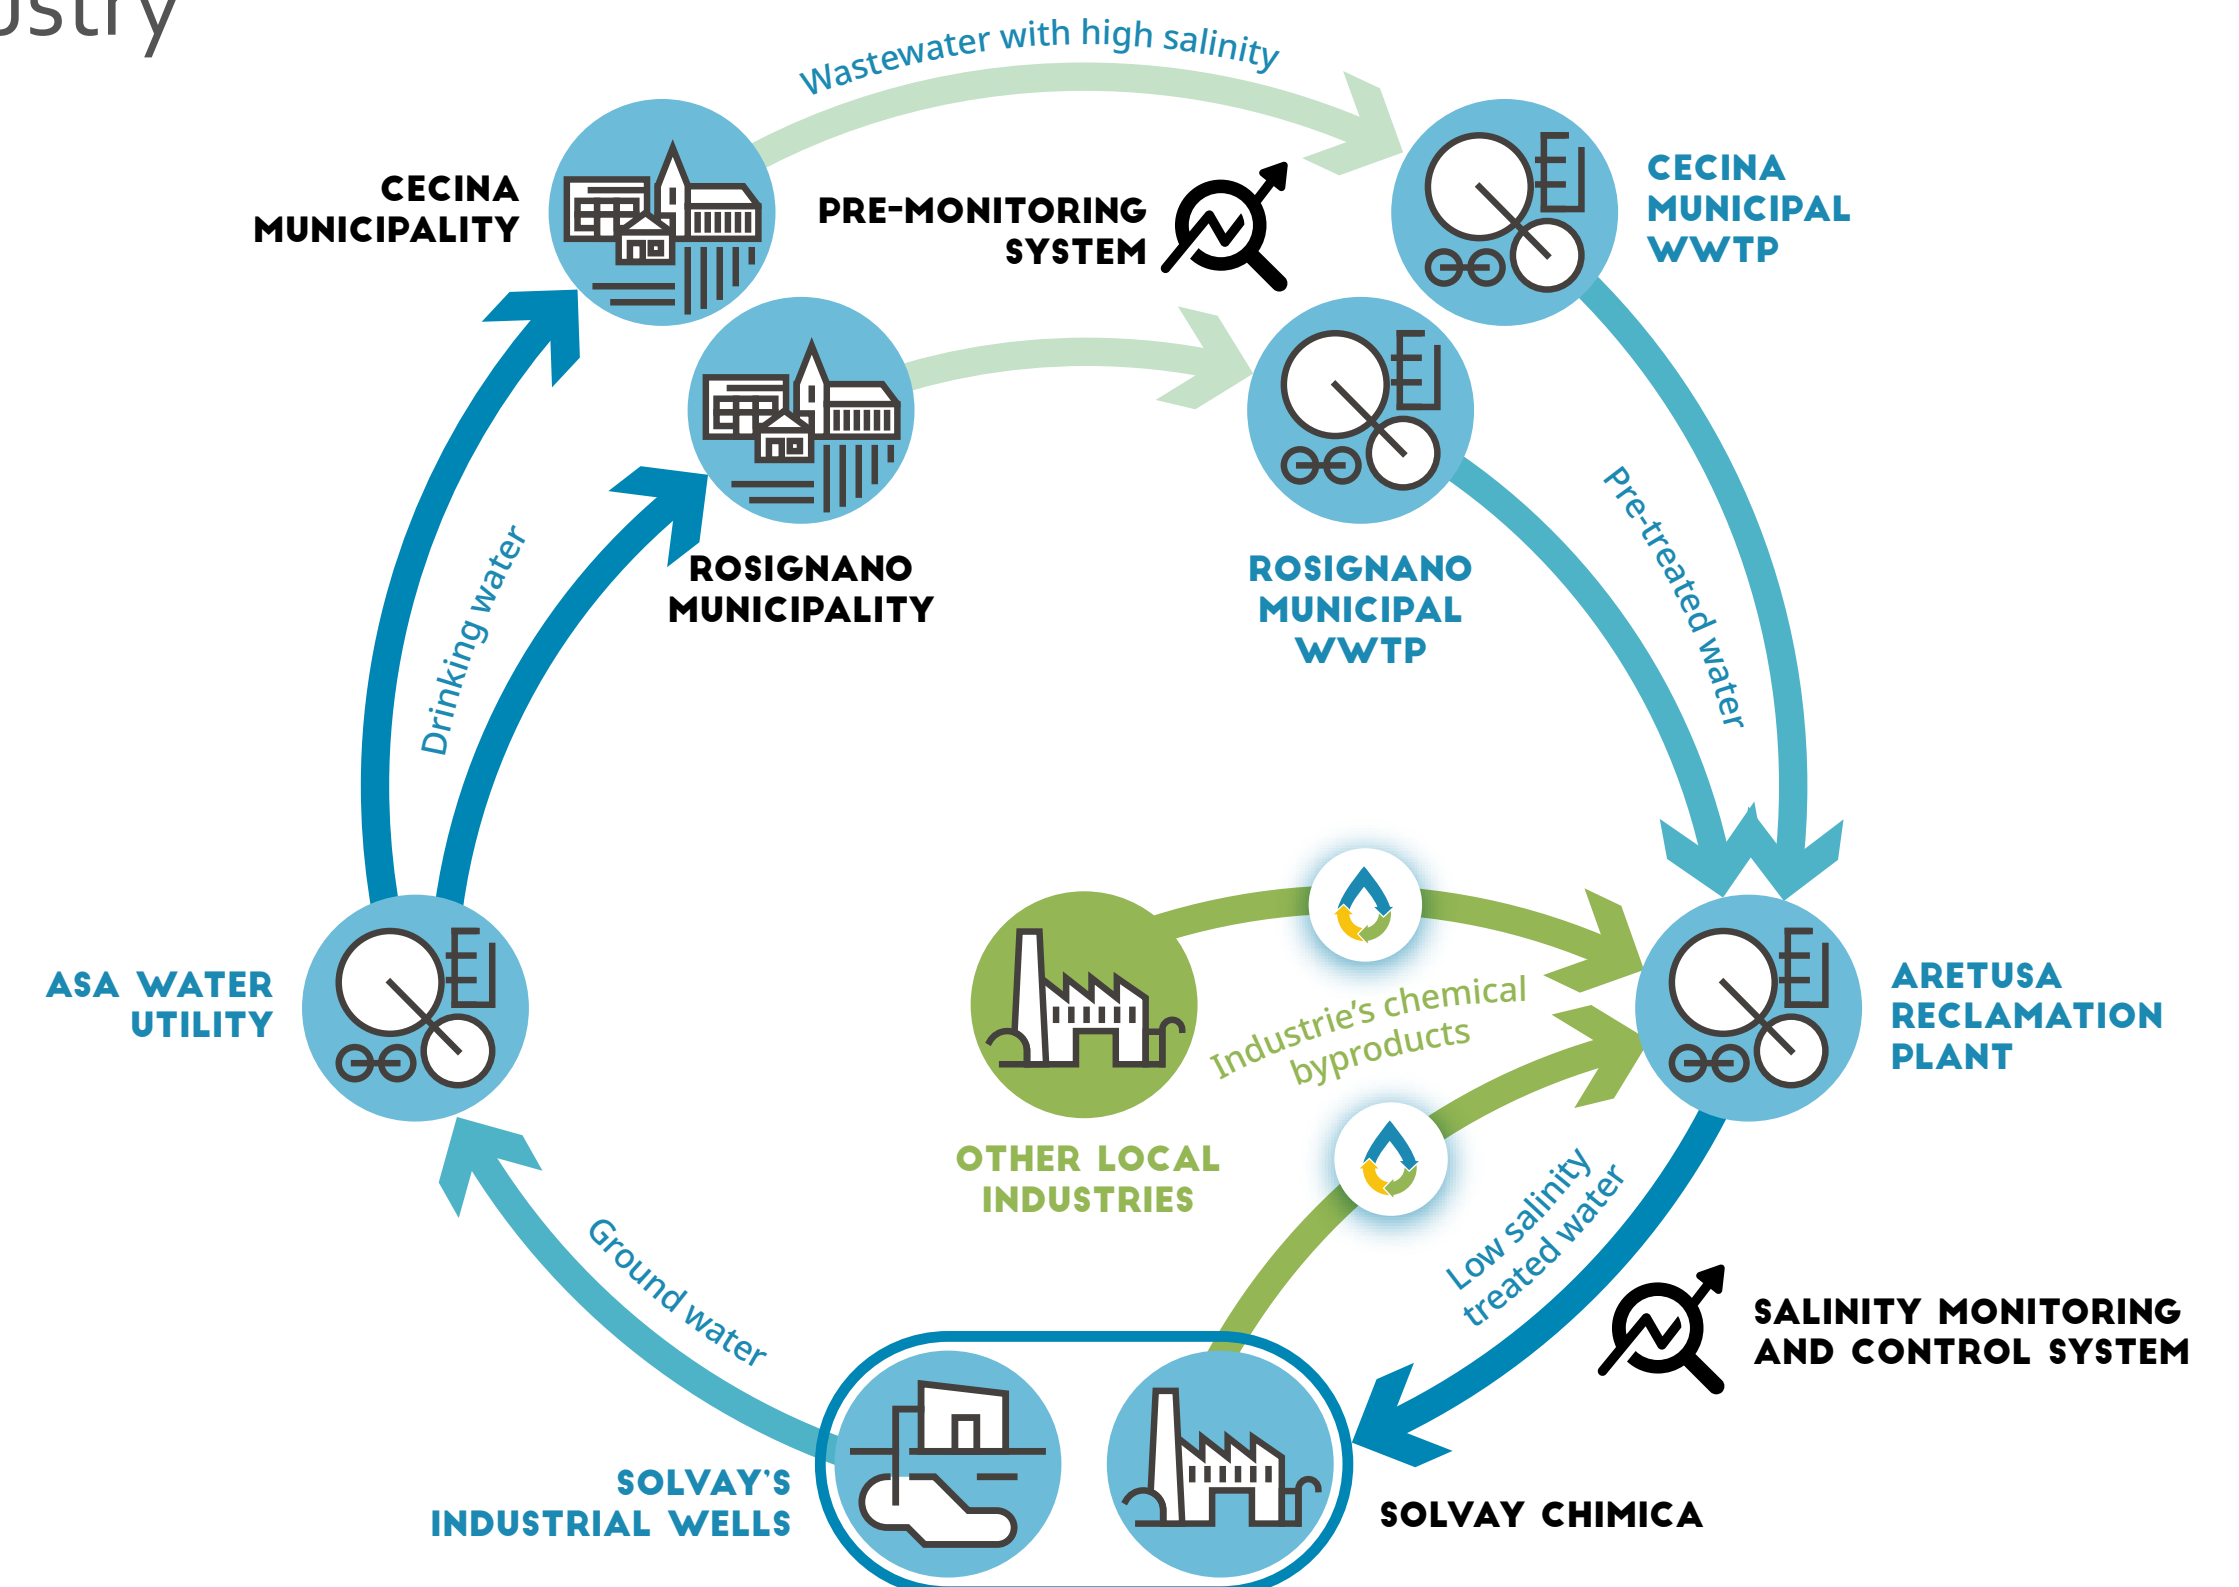 Wastewater with high salinity
CECINA
MUNICIPALITY
PRE-MONITORING
SYSTEM
CECINA
MUNICIPAL
WWTP
ROSIGNANO
MUNICIPALITY
ROSIGNANO
MUNICIPAL
WWTP
Drinking water
Pre-treated water
ASA WATER
UTILITY
Industrie's chemical
byproducts
ARETUSA
RECLAMATION
PLANT
OTHER LOCAL
INDUSTRIES
Low salinity
treated water
Ground water
SALINITY MONITORING
AND CONTROL SYSTEM
SOLVAY'S
INDUSTRIAL WELLS
SOLVAY CHIMICA